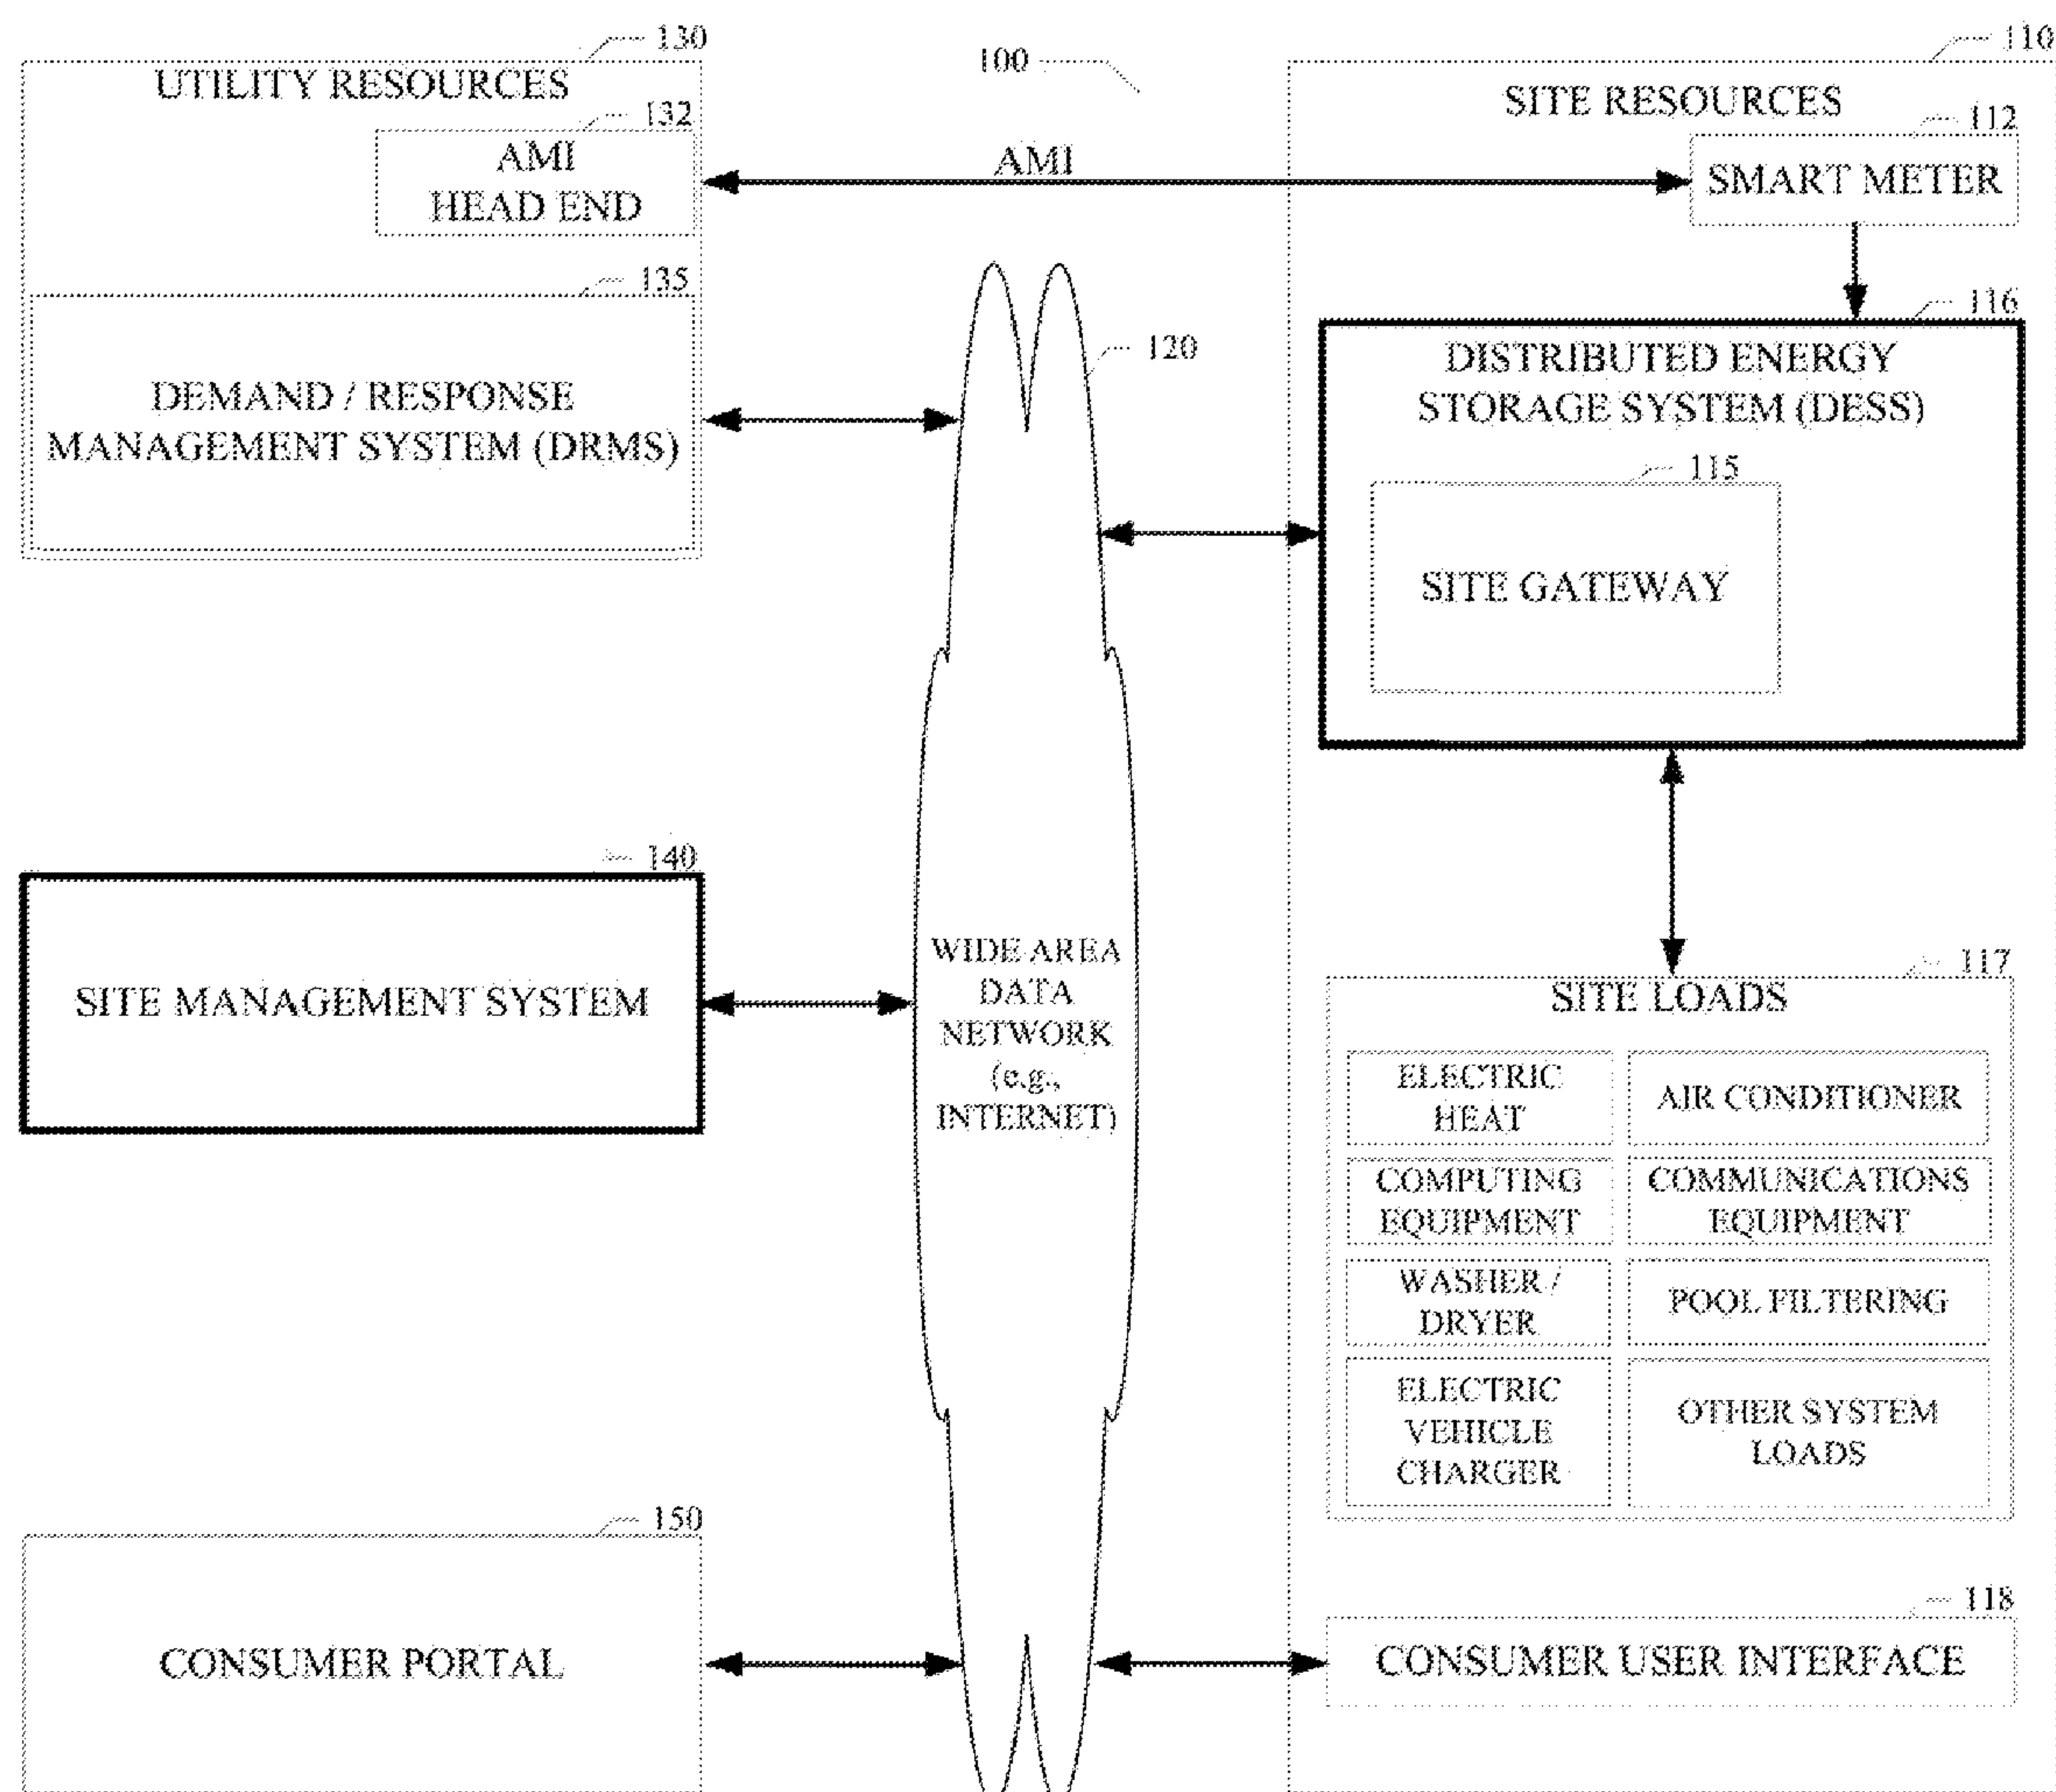 130
UTILITY RESOURCES
132
AMI
HEAD END
135
DEMAND / RESPONSE
MANAGEMENT SYSTEM (DRMS)
100
AMI
110
SITE RESOURCES
112
SMART METER
116
DISTRIBUTED ENERGY
STORAGE SYSTEM (DESS)
115
SITE GATEWAY
120
140
SITE MANAGEMENT SYSTEM
WIDE AREA
DATA
NETWORK
(e.g.,
INTERNET)
117
SITE LOADS
ELECTRIC
HEAT
AIR CONDITIONER
COMPUTING
EQUIPMENT
COMMUNICATIONS
EQUIPMENT
WASHER /
DRYER
POOL FILTERING
ELECTRIC
VEHICLE
CHARGER
OTHER SYSTEM
LOADS
150
CONSUMER PORTAL
118
CONSUMER USER INTERFACE